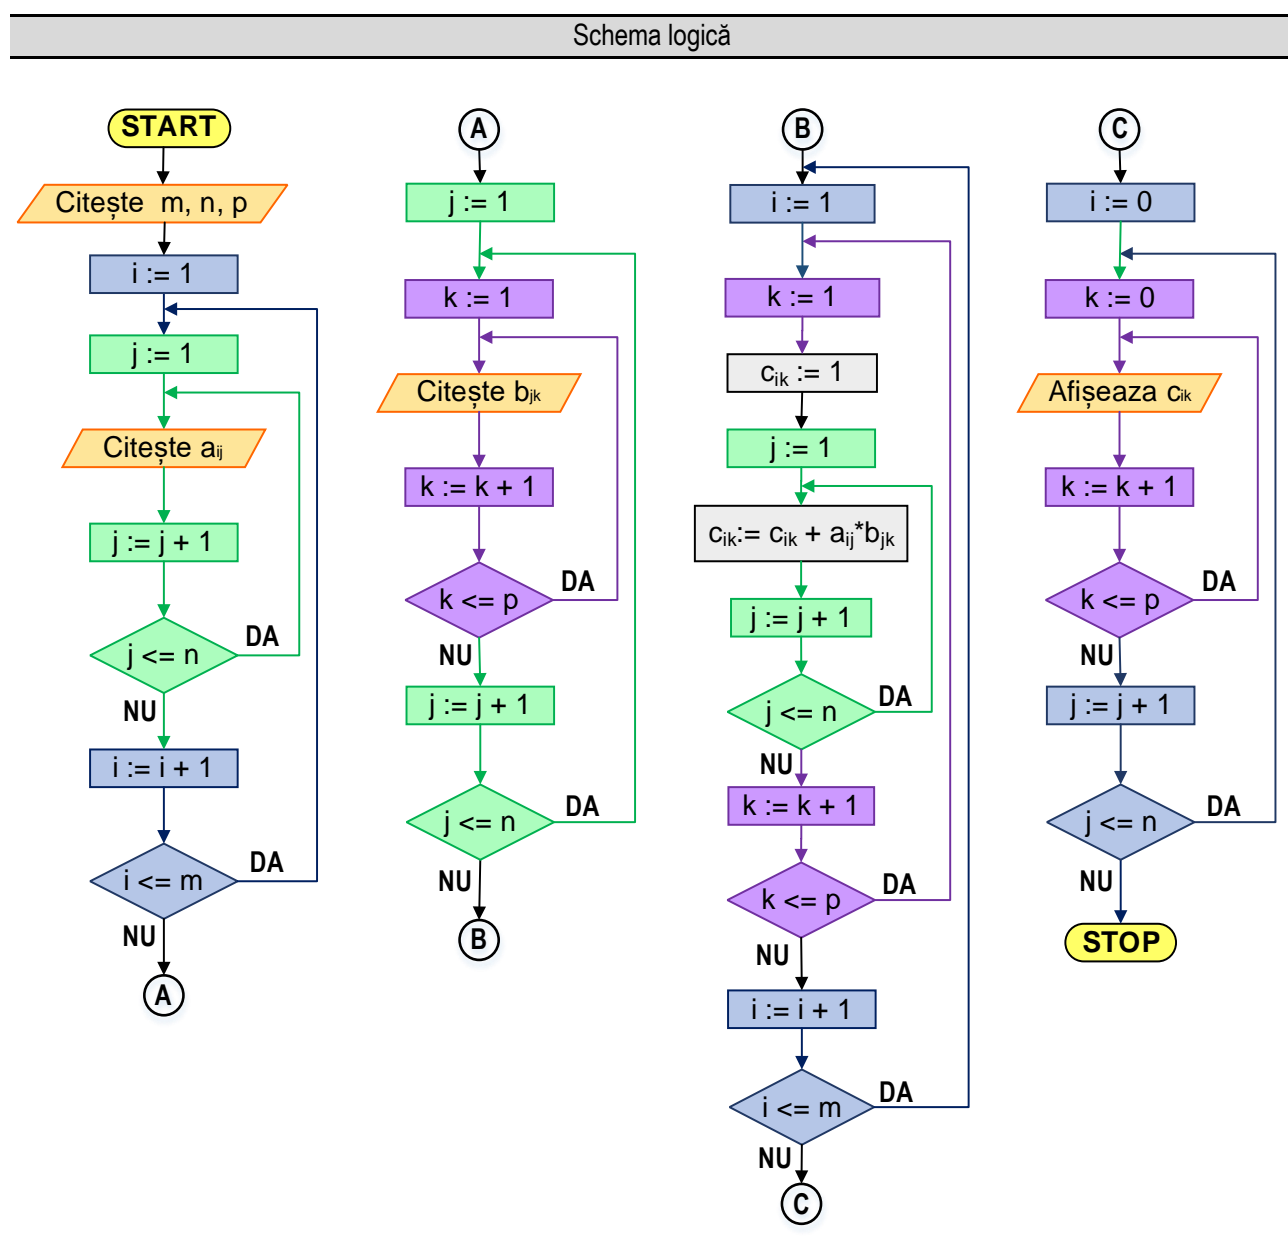 Schema logică
START
Citește m, n, p
i := 1
j := 1
Citește aij
j := j + 1
j <= n
DA
NU
i := i + 1
i <= m
DA
NU
A
A
j := 1
k := 1
Citește bjk
k := k + 1
k <= p
DA
NU
j := j + 1
j <= n
DA
NU
B
B
i := 1
k := 1
cik := 1
j := 1
cik:= cik + aij*bjk
j := j + 1
j <= n
DA
NU
k := k + 1
k <= p
DA
NU
i := i + 1
i <= m
DA
NU
C
C
i := 0
k := 0
Afișeaza cik
k := k + 1
k <= p
DA
NU
j := j + 1
j <= n
DA
NU
STOP